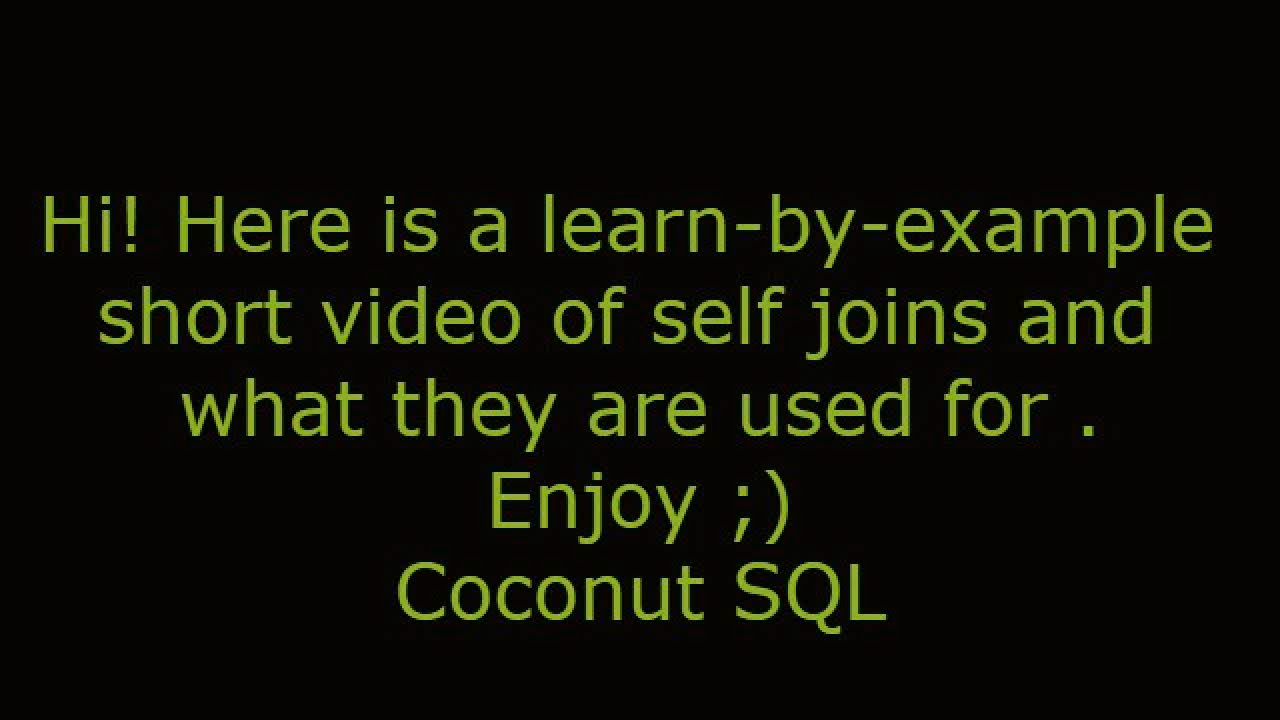 Hi! Here is a learn-by-example
short video of self joins and
what they are used for .
Enjoy ;)
Coconut SQL